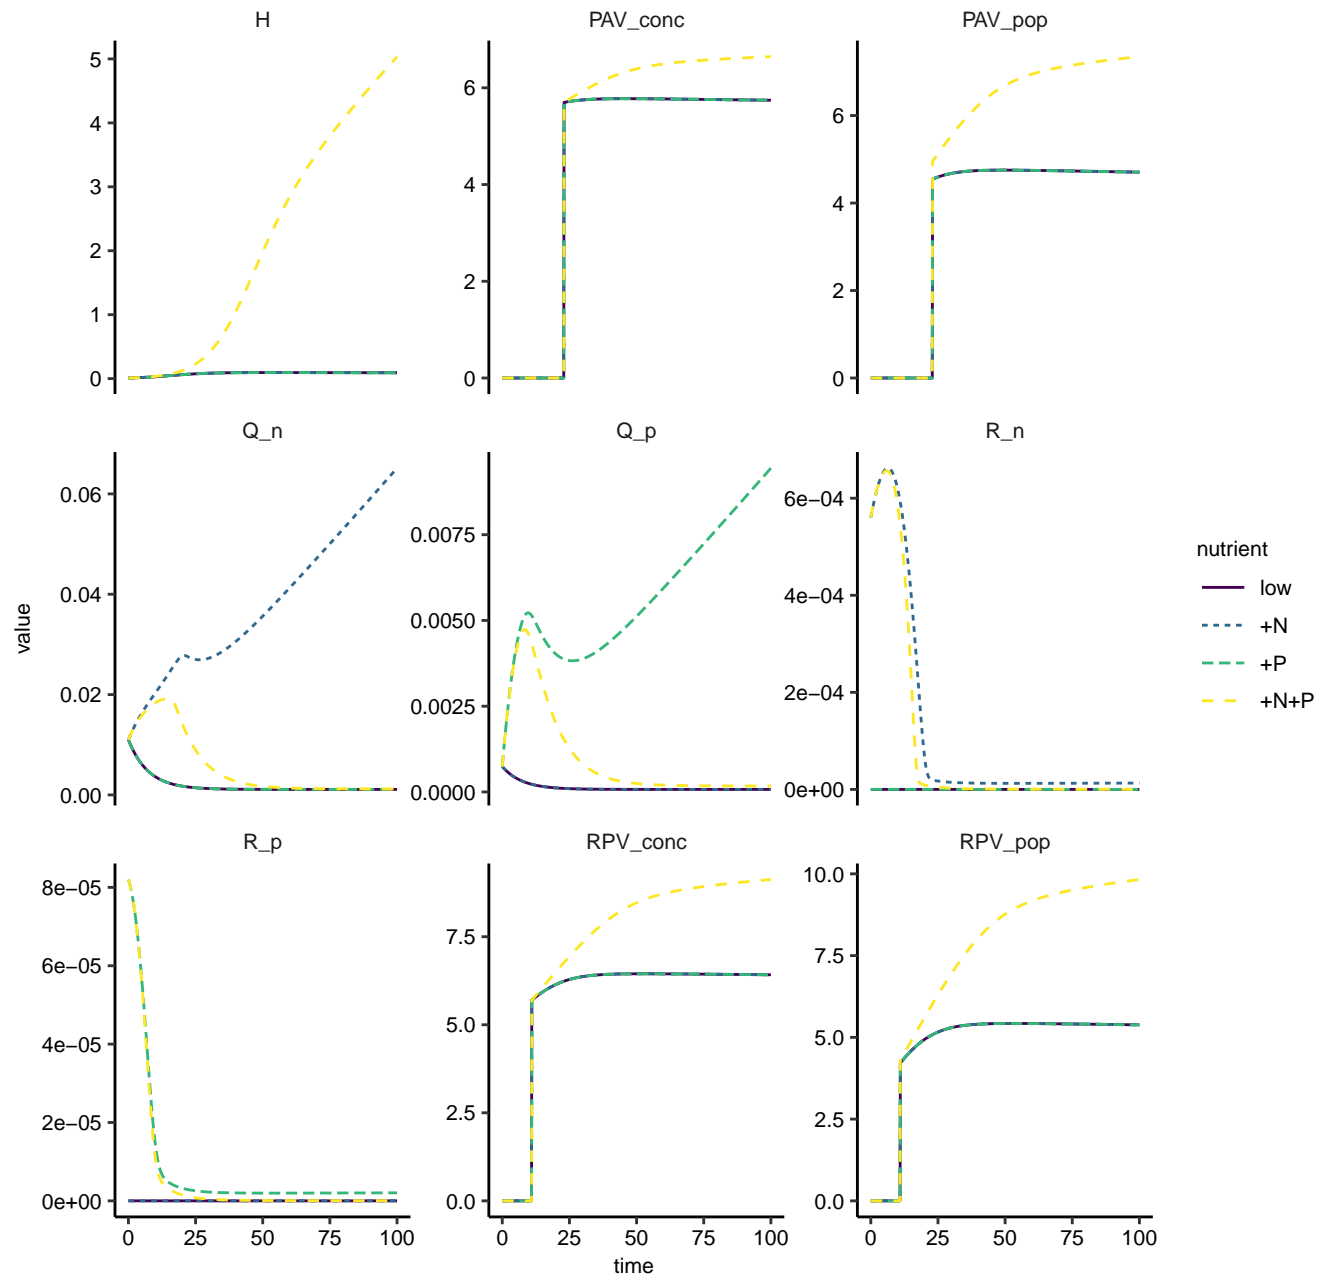 H
PAV_conc
PAV_pop
5
4
3
2
1
0
6
4
2
0
6
4
2
0
Q_n
Q_p
R_n
0.06
0.04
0.02
0.00
0.0075
0.0050
0.0025
0.0000
6e−04
4e−04
2e−04
0e+00
value
nutrient
low
+N
+P
+N+P
R_p
RPV_conc
RPV_pop
8e−05
6e−05
4e−05
2e−05
0e+00
7.5
5.0
2.5
0.0
10.0
7.5
5.0
2.5
0.0
0 25 50 75 100
0 25 50 75 100
0 25 50 75 100
time